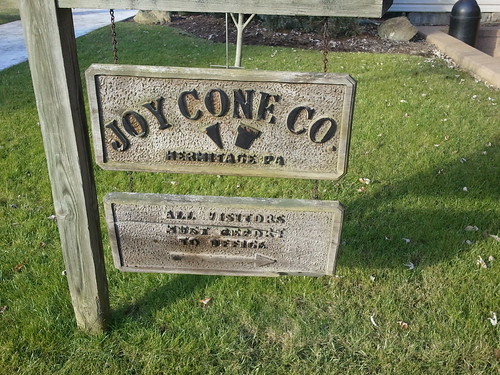 JOY CONE CO.
HERMITAGE PA
ALL VISITORS
MUST REPORT
TO OFFICE